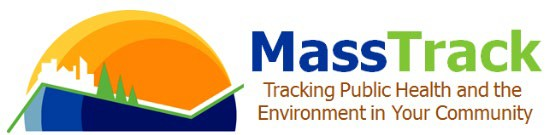 MassTrack
Tracking Public Health and the
Environment in Your Community